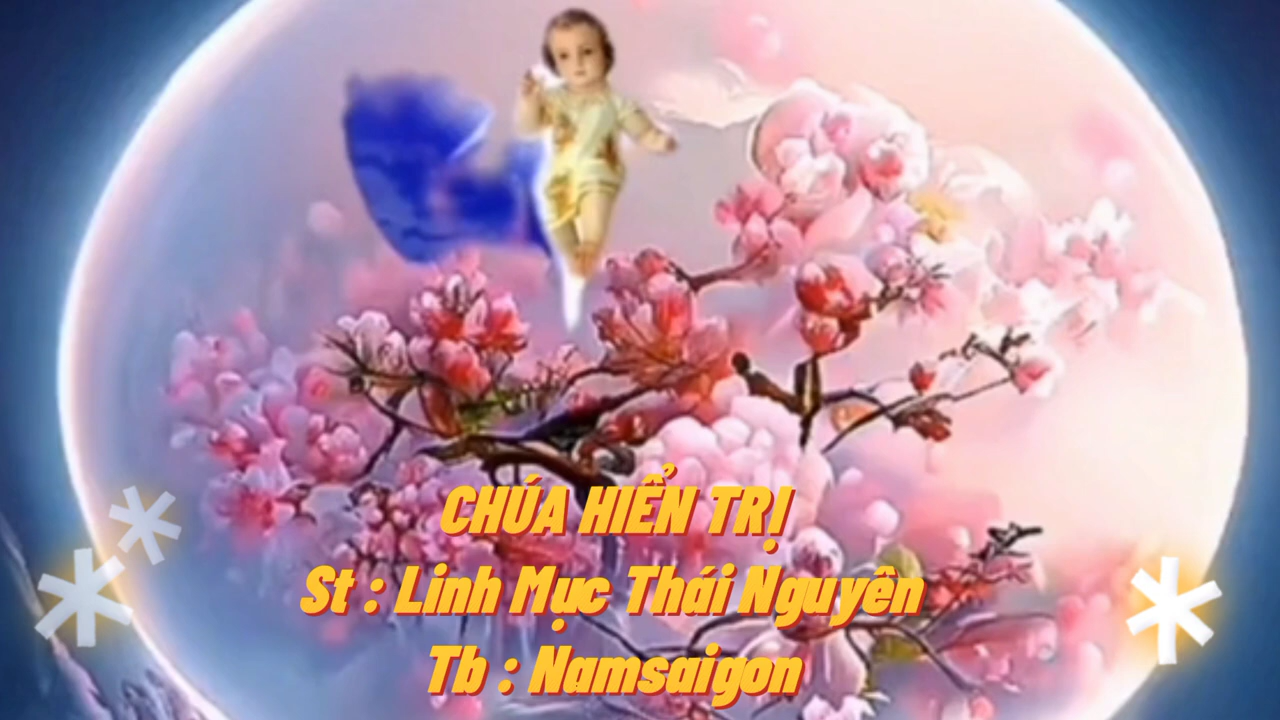 CHÚA HIỂN TRỊ
St : Linh Mục Thái Nguyên
Tb : Namsaigon